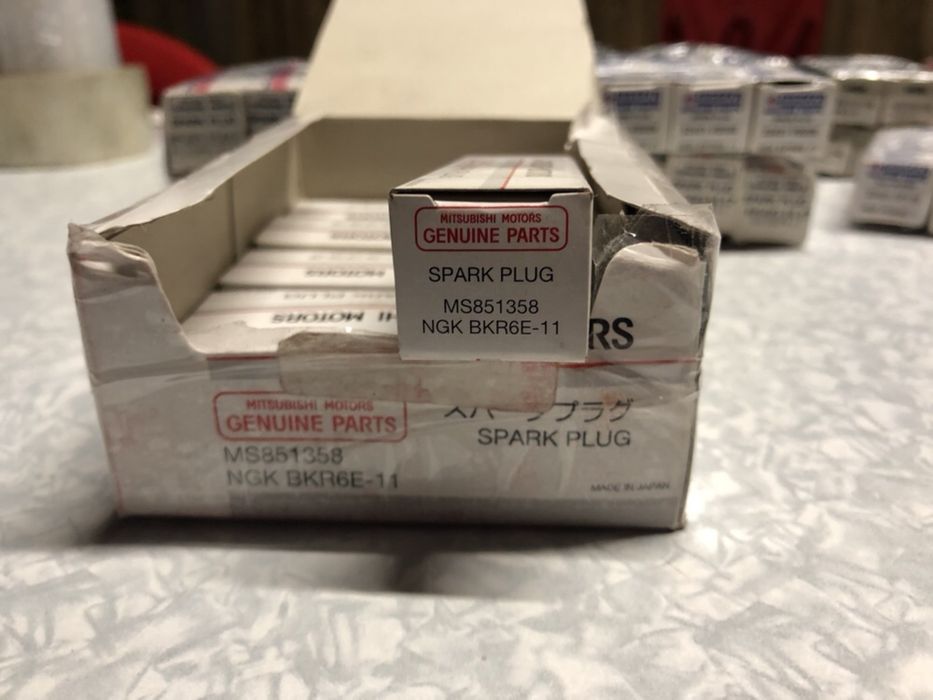 MITSUBISHI MOTORS
GENUINE PARTS
SPARK PLUG
MS851358
NGK BKR6E-11
MOTORS
RS
MITSUBISHI MOTORS
GENUINE PARTS
MS851358
NGK BKR6E-11
スパークプラグ
SPARK PLUG
MADE IN JAPAN